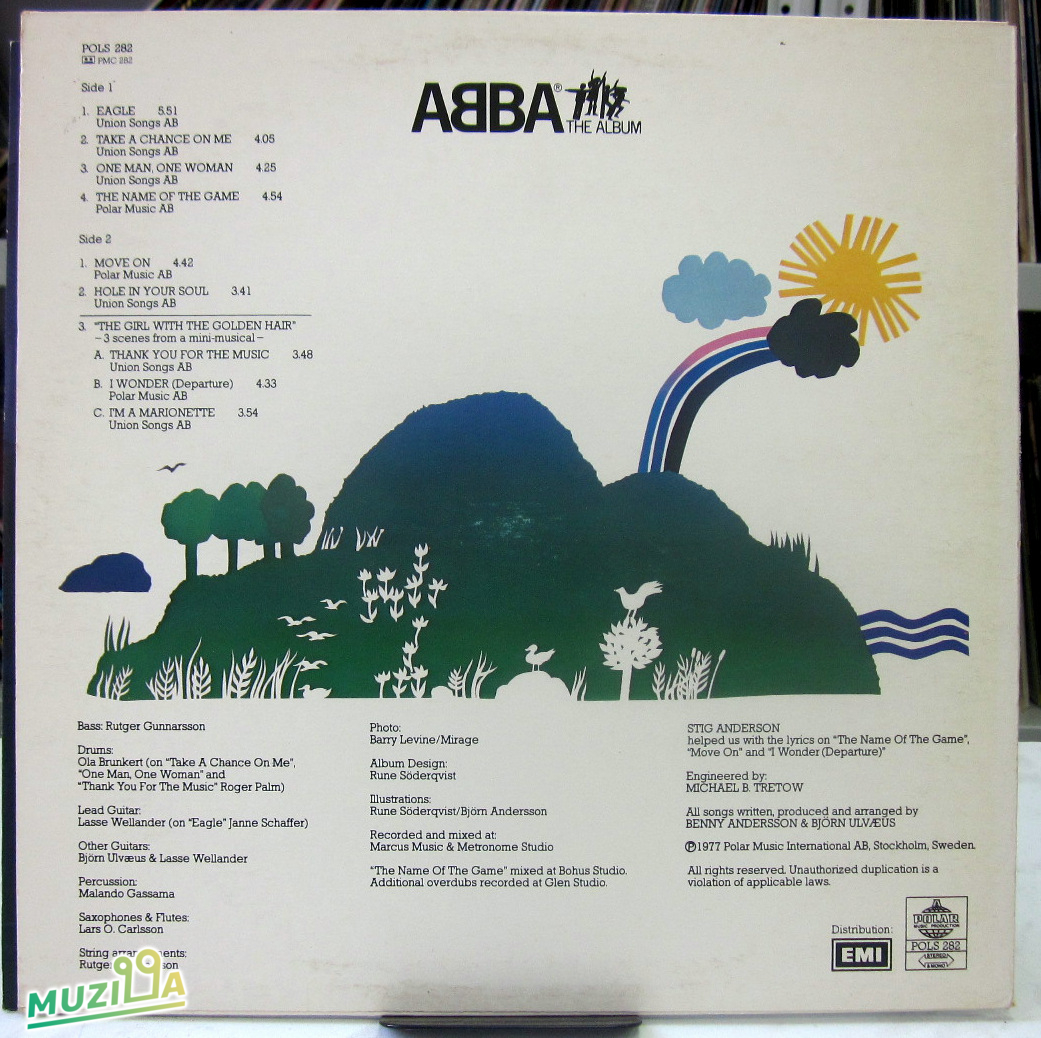 POLS 282
PMC 282
Side 1
1. EAGLE 5.51
Union Songs AB
2. TAKE A CHANCE ON ME 4.05
Union Songs AB
3. ONE MAN, ONE WOMAN 4.25
Union Songs AB
4. THE NAME OF THE GAME 4.54
Polar Music AB
Side 2
1. MOVE ON 4.42
Polar Music AB
2. HOLE IN YOUR SOUL 3.41
Union Songs AB
3. "THE GIRL WITH THE GOLDEN HAIR"
–3 scenes from a mini-musical–
A. THANK YOU FOR THE MUSIC 3.48
Union Songs AB
B. I WONDER (Departure) 4.33
Polar Music AB
C. I'M A MARIONETTE 3.54
Union Songs AB
ABBA®
THE ALBUM
Bass: Rutger Gunnarsson
Drums:
Ola Brunkert (on "Take A Chance On Me",
"One Man, One Woman" and
"Thank You For The Music" Roger Palm)
Lead Guitar:
Lasse Wellander (on "Eagle" Janne Schaffer)
Other Guitars:
Björn Ulvæus & Lasse Wellander
Percussion:
Malando Gassama
Saxophones & Flutes:
Lars O. Carlsson
String
Photo:
Barry Levine/Mirage
Album Design:
Rune Söderqvist
Illustrations:
Rune Söderqvist/Björn Andersson
Recorded and mixed at:
Marcus Music & Metronome Studio
"The Name Of The Game" mixed at Bohus Studio.
Additional overdubs recorded at Glen Studio.
STIG ANDERSON
helped us with the lyrics on "The Name Of The Game",
"Move On" and "I Wonder (Departure)"
Engineered by:
MICHAEL B. TRETOW
All songs written, produced and arranged by
BENNY ANDERSSON & BJÖRN ULVÆUS
℗1977 Polar Music International AB, Stockholm, Sweden.
All rights reserved. Unauthorized duplication is a
violation of applicable laws.
Distribution:
EMI
POLAR
MUSIC PRODUCTION
POLS 282
STEREO
& MONO
MUZILLA